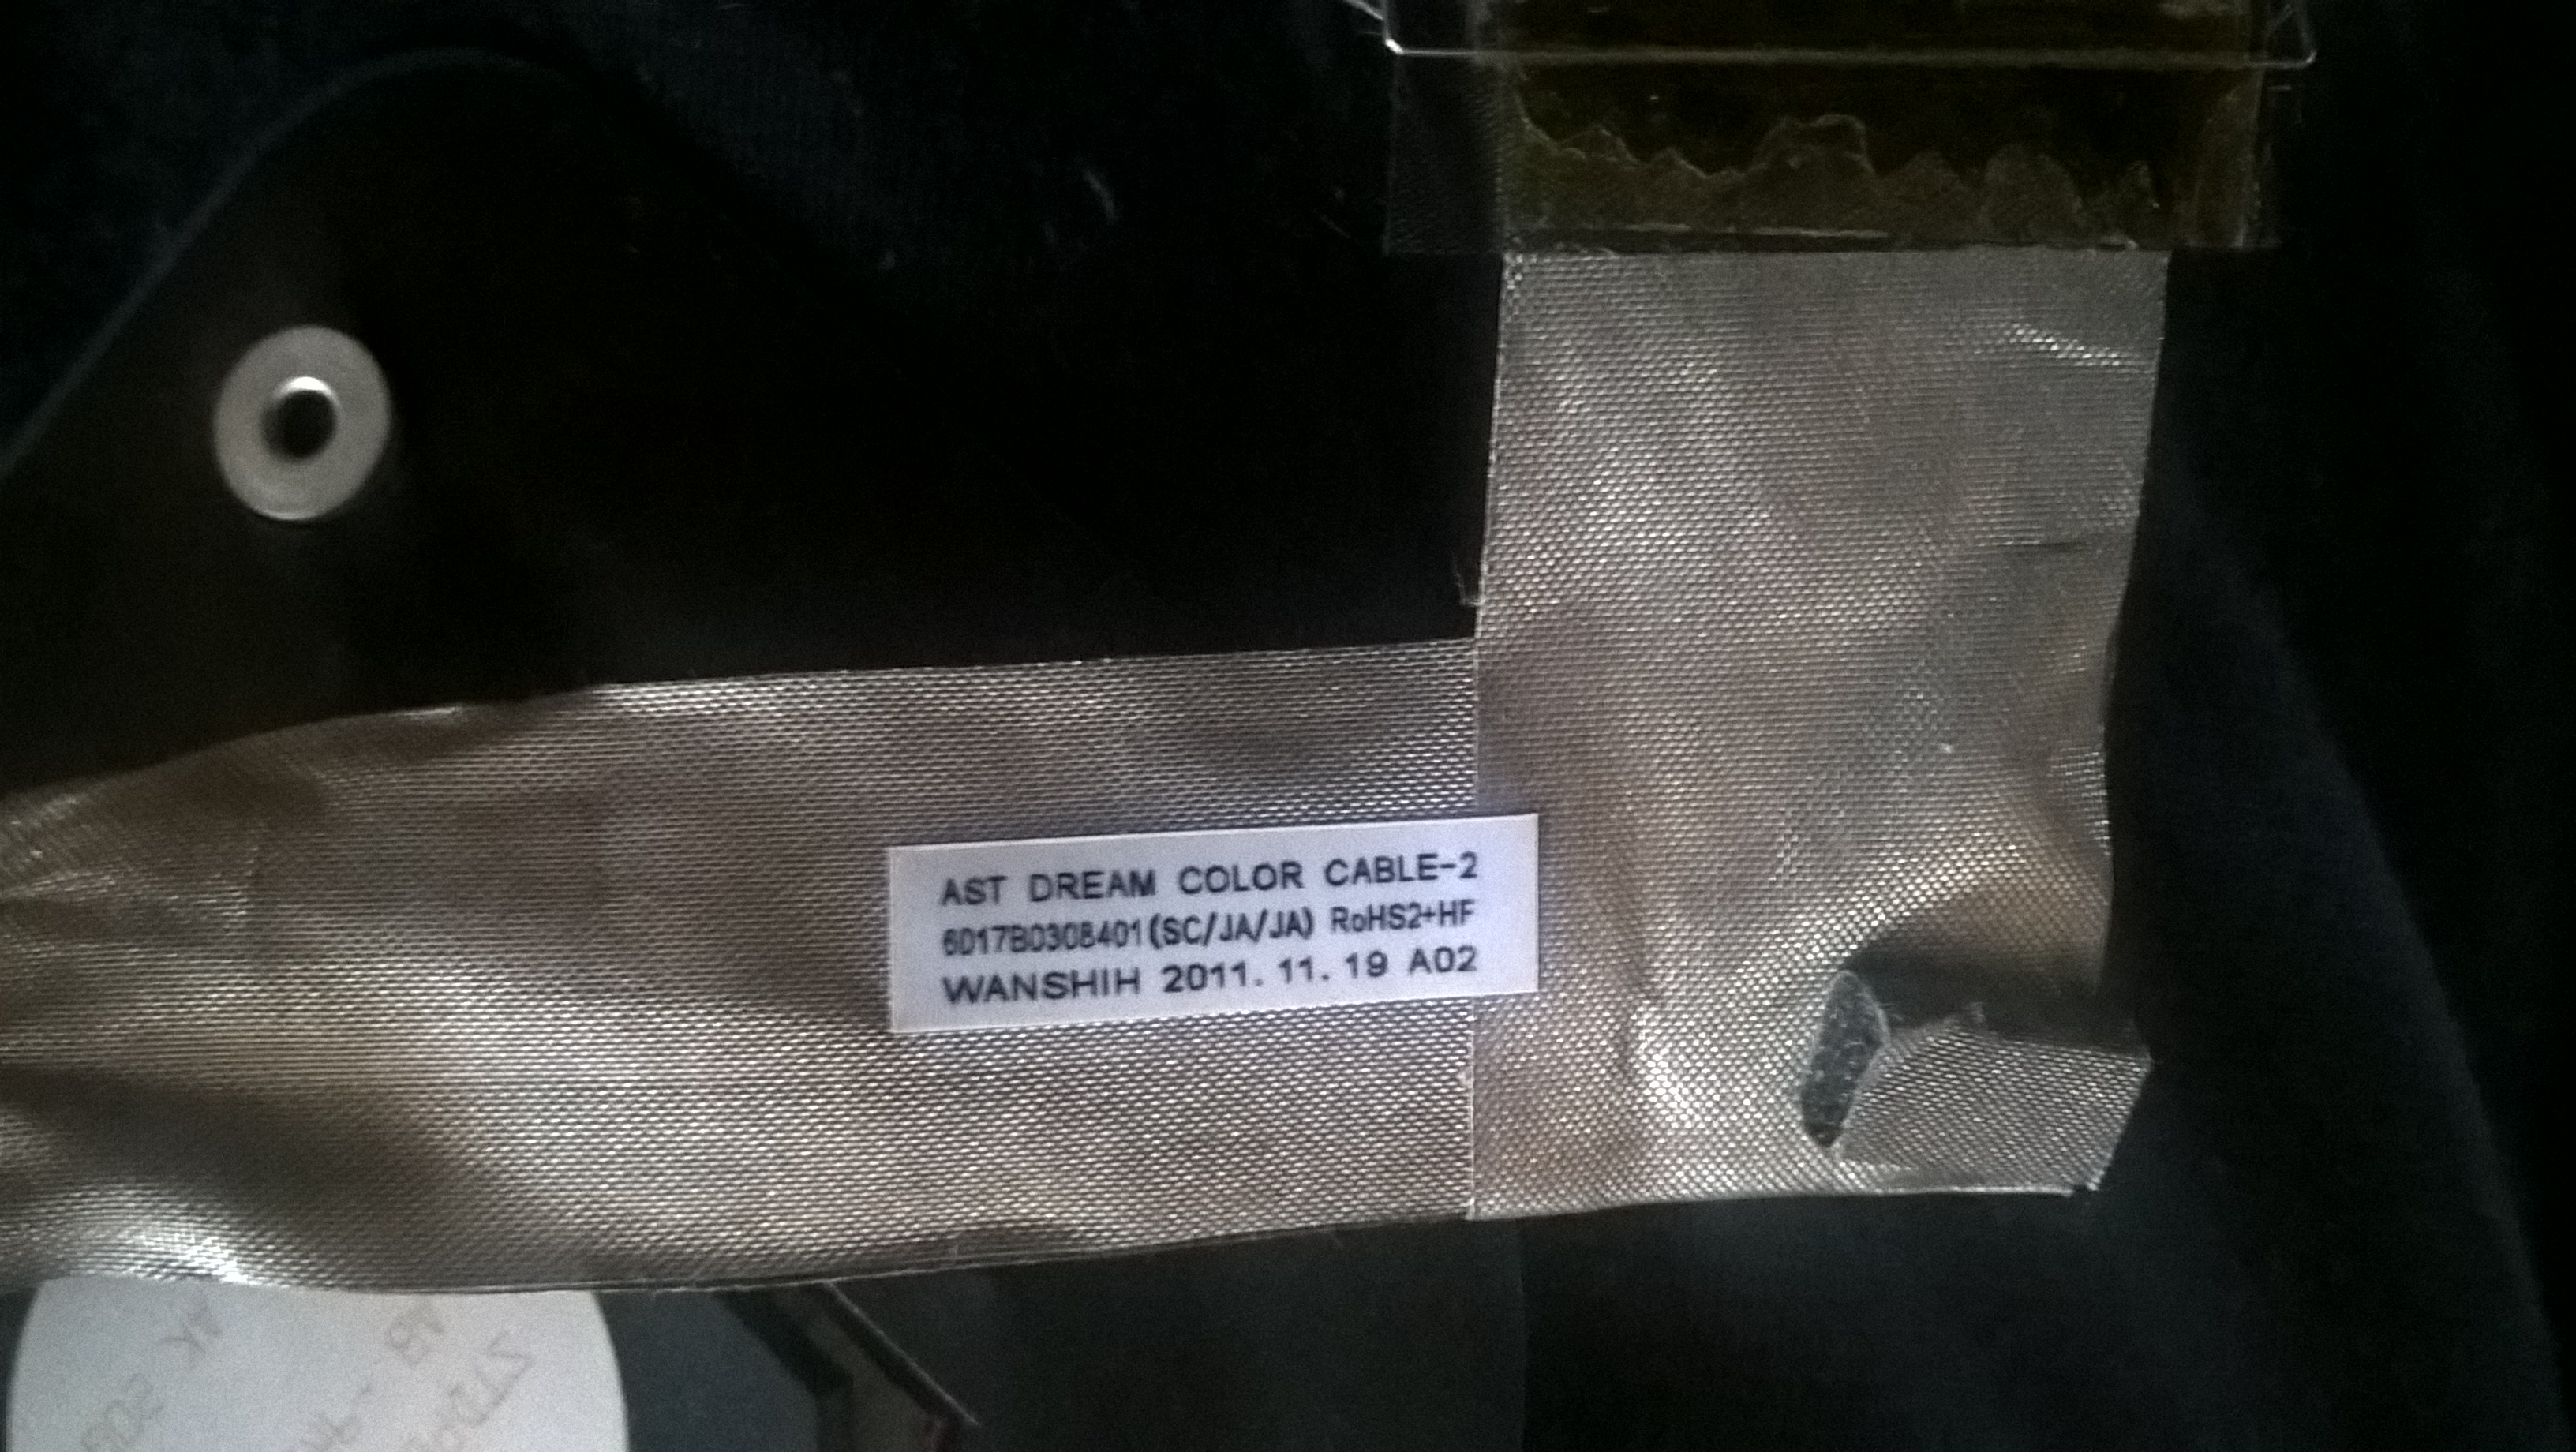 AST DREAM COLOR CABLE-2
6017B0308401(SC/JA/JA) RoHS2+HF
WANSHIH 2011.11.19 A02